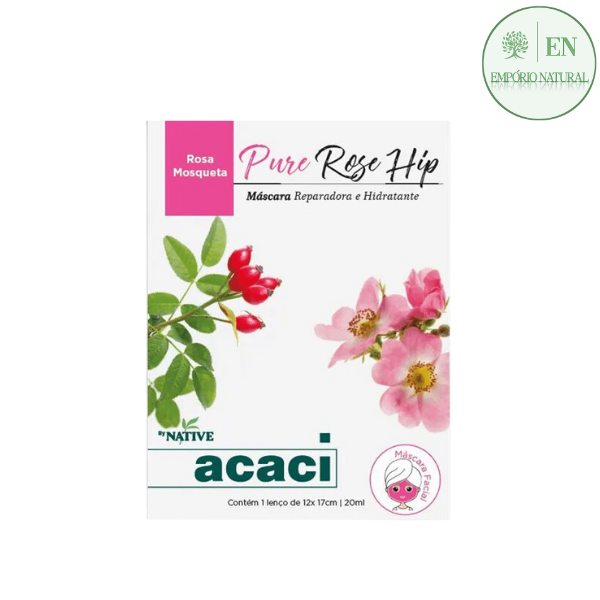 EN
EMPÓRIO NATURAL
Rosa
Mosqueta
Pure Rose Hip
Máscara Reparadora e Hidratante
BY NATIVE
acaci
Máscara Facial
Contém 1 lenço de 12x 17cm | 20ml